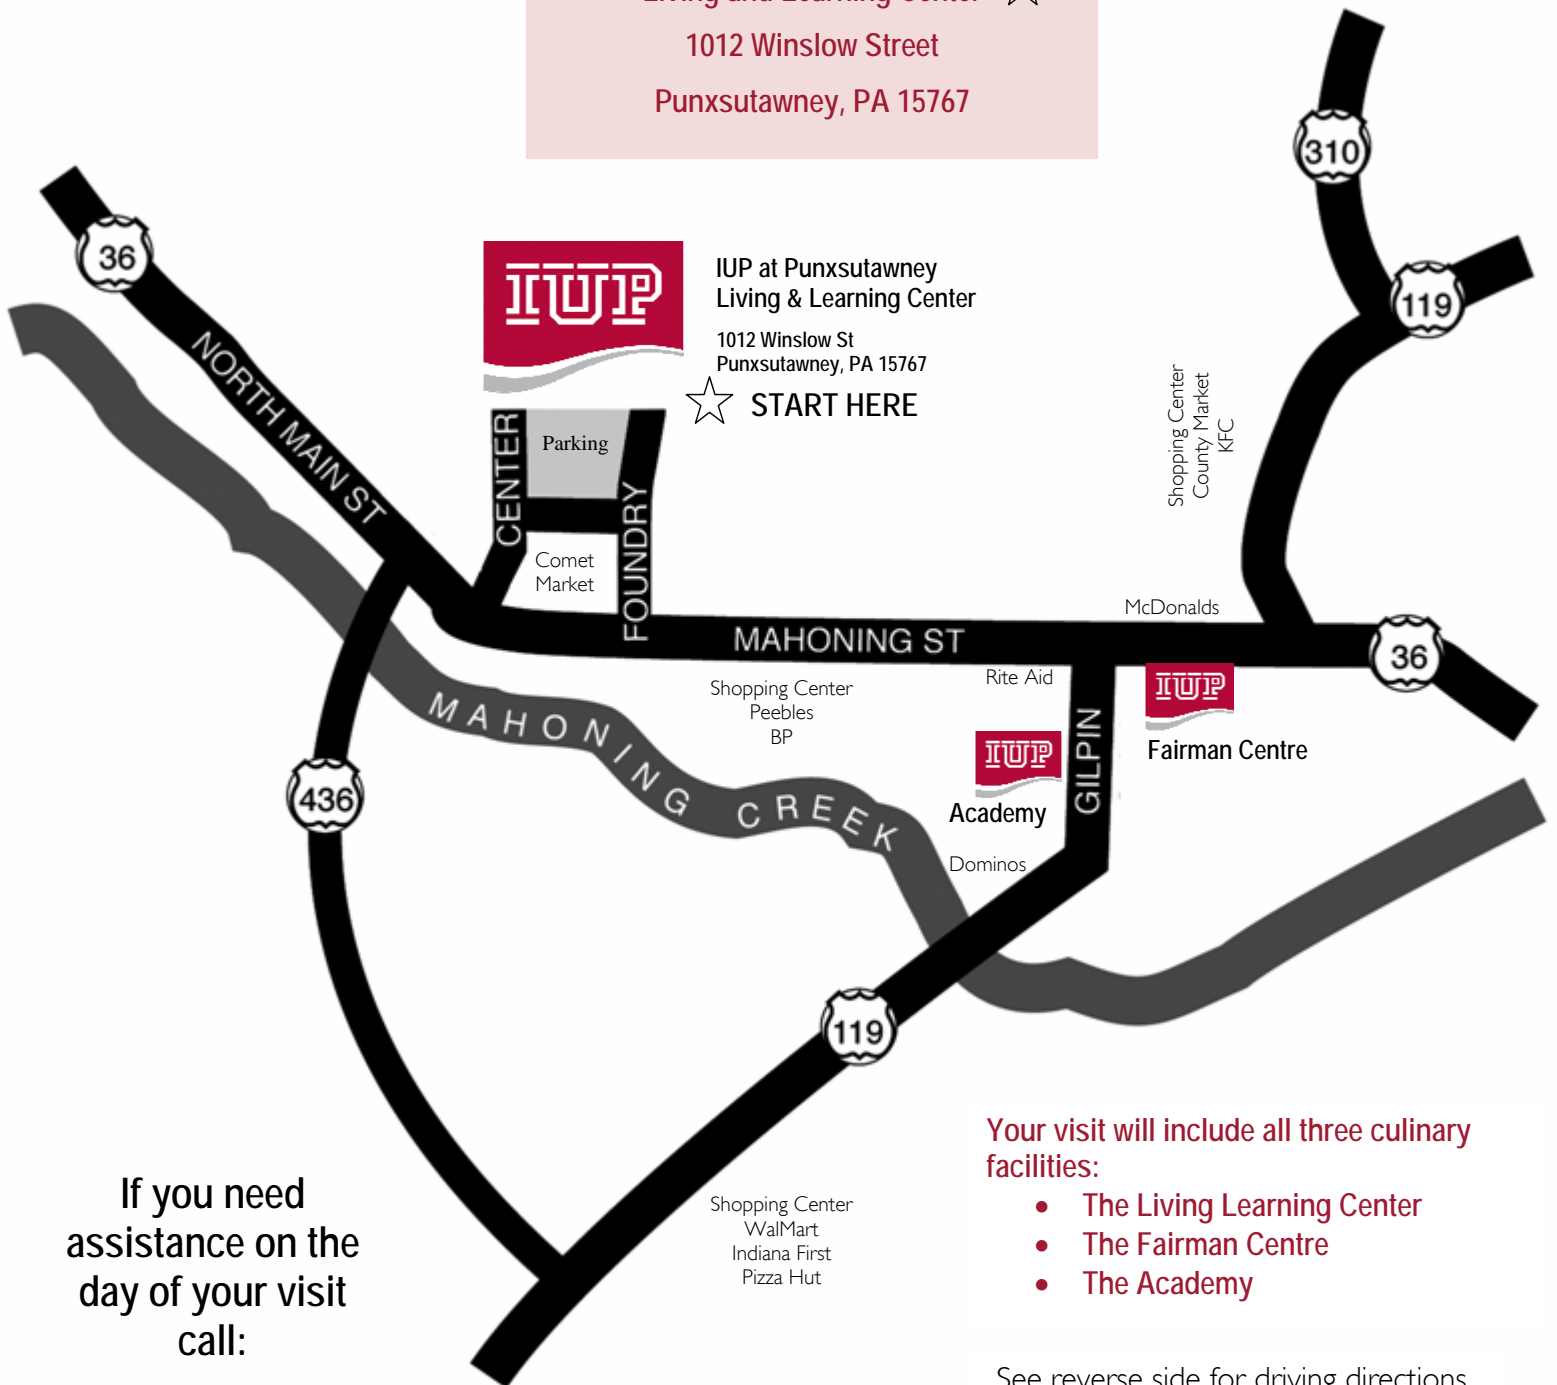 Living and Learning Center
1012 Winslow Street
Punxsutawney, PA 15767
310
36
119
IUP
IUP at Punxsutawney
Living & Learning Center
1012 Winslow St
Punxsutawney, PA 15767
START HERE
NORTH MAIN ST
CENTER
Parking
FOUNDRY
Comet
Market
Shopping Center
County Market
KFC
McDonalds
MAHONING ST
36
Rite Aid
IUP
Fairman Centre
Shopping Center
Peebles
BP
MAHONING CREEK
IUP
Academy
GILPIN
Dominos
436
119
Your visit will include all three culinary
facilities:
• The Living Learning Center
• The Fairman Centre
• The Academy
If you need
assistance on the
day of your visit
call:
Shopping Center
WalMart
Indiana First
Pizza Hut
See reverse side for driving directions